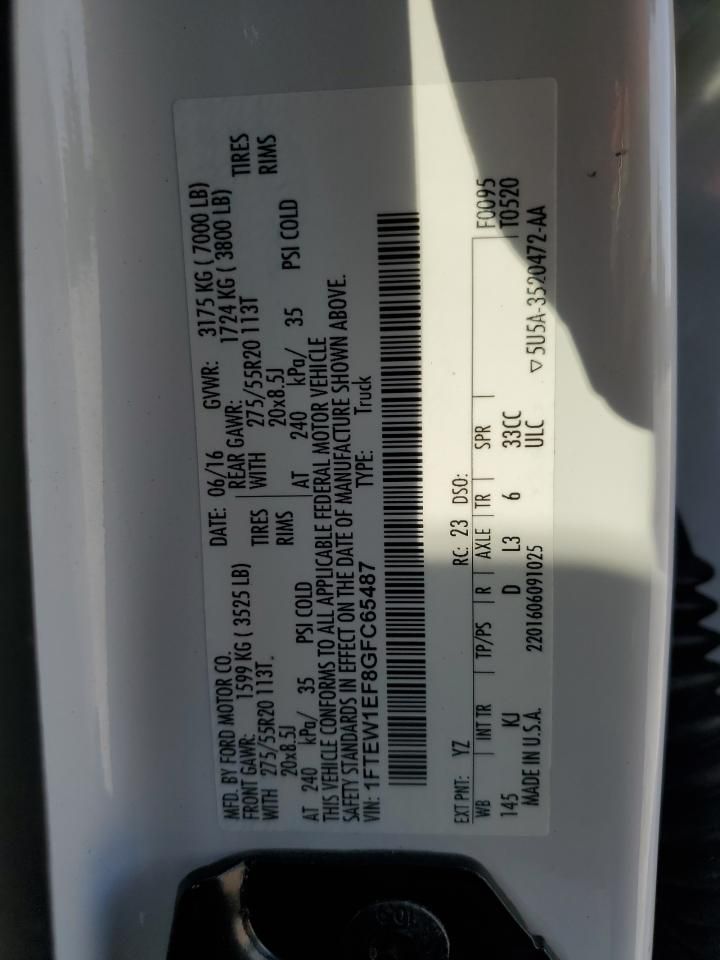 MFD. BY FORD MOTOR CO. DATE: 06/16 GVWR: 3175 KG ( 7000 LB)
FRONT GAWR: 1599 KG ( 3525 LB) REAR GAWR: 1724 KG ( 3800 LB)
WITH 275/55R20 113T. TIRES WITH 275/55R20 113T TIRES
20x8.5J RIMS 20x8.5J RIMS
AT 240 kPa/ 35 PSI COLD AT 240 kPa/ 35 PSI COLD
THIS VEHICLE CONFORMS TO ALL APPLICABLE FEDERAL MOTOR VEHICLE
SAFETY STANDARDS IN EFFECT ON THE DATE OF MANUFACTURE SHOWN ABOVE.
VIN: 1FTEW1EF8GFC65487 TYPE: Truck
EXT PNT: YZ RC: 23 DSO:
WB INT TR TP/PS R AXLE TR SPR F0095
145 KJ D L3 6 33CC T0520
MADE IN U.S.A. 2201606091025 ULC ▽5U5A-3520472-AA